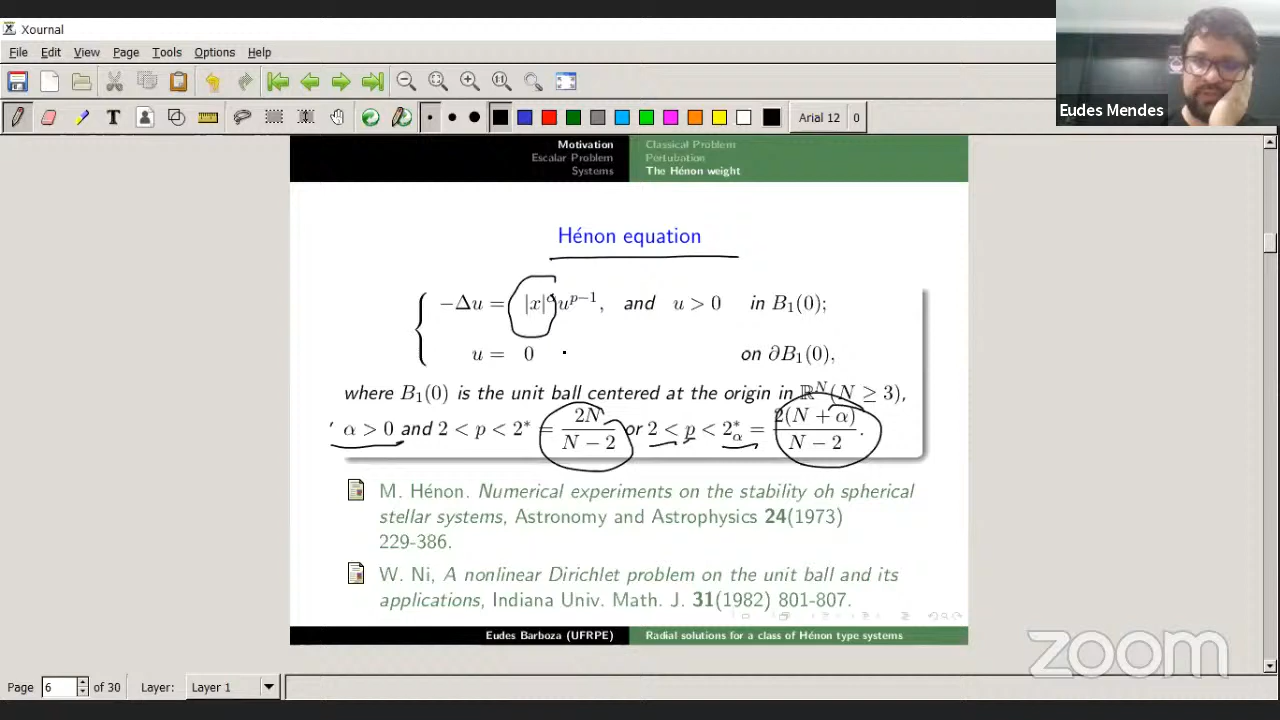 Xournal
File Edit View Page Tools Options Help
Eudes Mendes
Arial 12 0
Motivation
Escalar Problem
Systems
Classical Problem
Pertubation
The Hénon weight
Hénon equation
−Δu = |x|^α u^{p−1}, and u > 0 in B₁(0);
u = 0 on ∂B₁(0),
where B₁(0) is the unit ball centered at the origin in ℝ^N (N ≥ 3),
α > 0 and 2 < p < 2* = 2N/(N − 2) or 2 < p < 2*_α = 2(N + α)/(N − 2).
M. Hénon. Numerical experiments on the stability oh spherical
stellar systems, Astronomy and Astrophysics 24(1973)
229-386.
W. Ni, A nonlinear Dirichlet problem on the unit ball and its
applications, Indiana Univ. Math. J. 31(1982) 801-807.
Eudes Barboza (UFRPE) Radial solutions for a class of Hénon type systems
zoom
Page 6 of 30 Layer: Layer 1